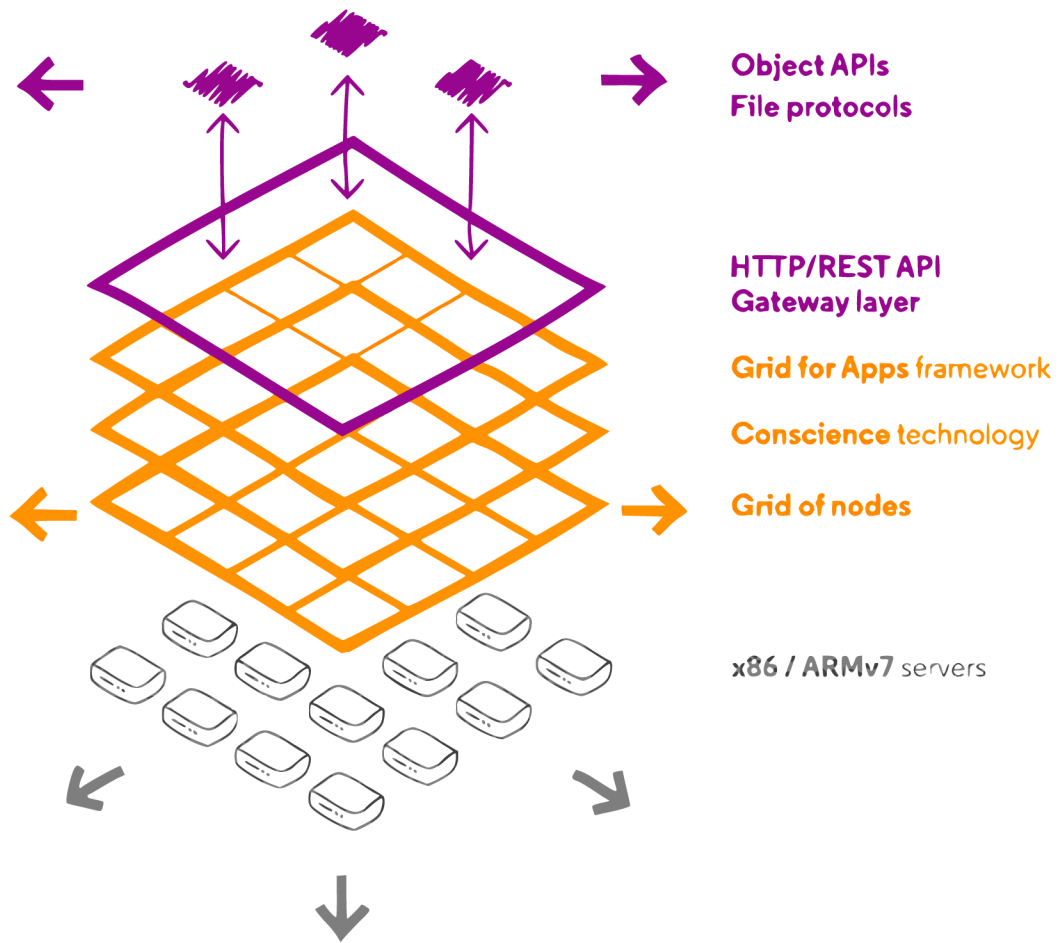 Object APIs
File protocols
HTTP/REST API
Gateway layer
Grid for Apps framework
Conscience technology
Grid of nodes
x86 / ARMv7 servers